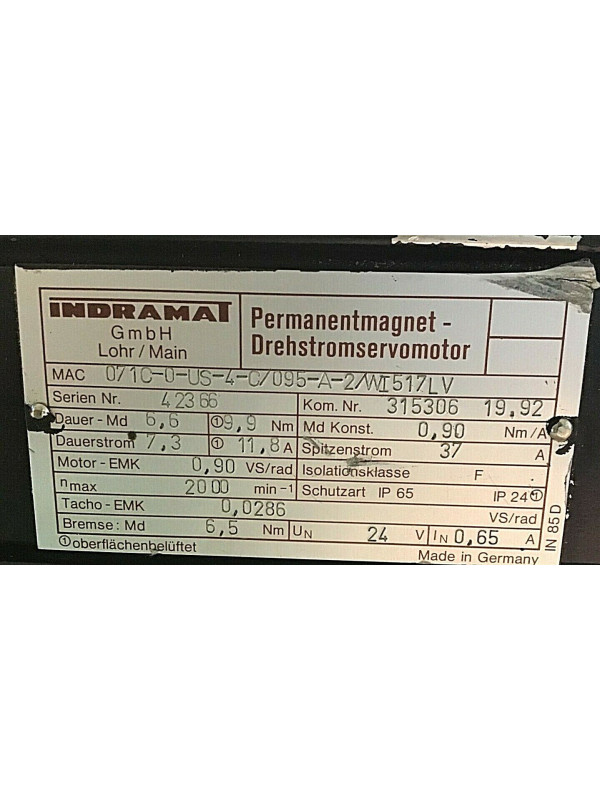 INDRAMAT
GmbH
Lohr / Main
Permanentmagnet -
Drehstromservomotor
MAC 071C-0-US-4-C/095-A-2/WI517LV
Serien Nr. 42366
Kom. Nr. 315306 19.92
Dauer - Md 6,6 ① 9,9 Nm
Md Konst. 0,90 Nm/A
Dauerstrom 7,3 ① 11,8 A
Spitzenstrom 37 A
Motor - EMK 0,90 VS/rad
Isolationsklasse F
nmax 2000 min-1
Schutzart IP 65 IP 24①
Tacho - EMK 0,0286 VS/rad
Bremse: Md 6,5 Nm UN 24 V IN 0,65 A
①oberflächenbelüftet
Made in Germany
IN 85D